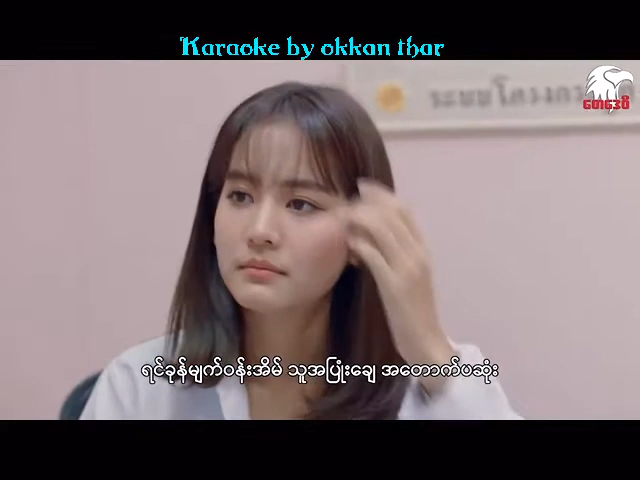 Karaoke by okkan thar
ရင်ခုန်မျက်ဝန်းအိမ် သူအပြုံးချေ အတောက်ပဆုံး